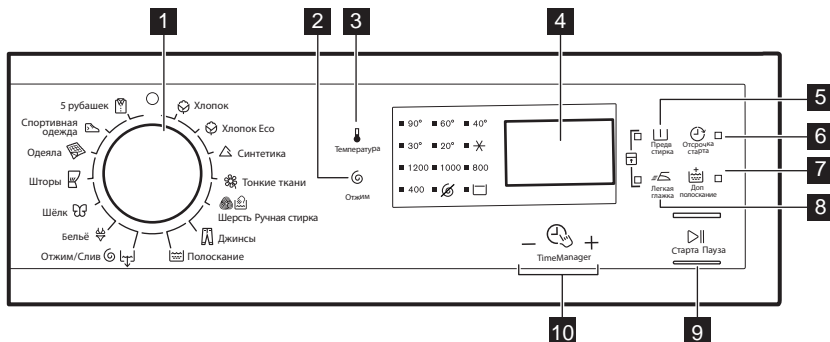 1
2
3
4
5
6
7
8
9
10
5 рубашек
Спортивная
одежда
Одеяла
Шторы
Шёлк
Бельё
Отжим/Слив
Хлопок
Хлопок Eco
Синтетика
Тонкие ткани
Шерсть Ручная стирка
Джинсы
Полоскание
Температура
Отжим
90° 60° 40°
30° 20°
1200 1000 800
400
Предв
стирка
Отсрочка
старта
Легкая
глажка
Доп
полоскание
TimeManager
Старта Пауза